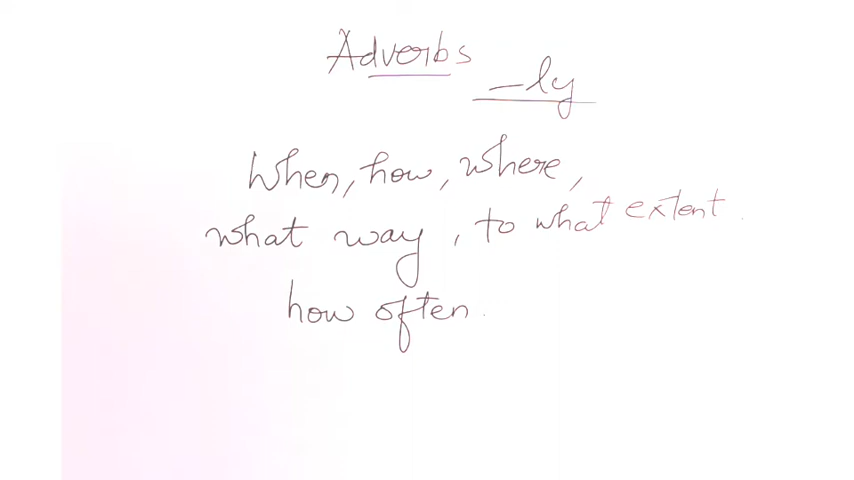 Adverbs
-ly
When, how, where,
what way, to what extent.
how often.